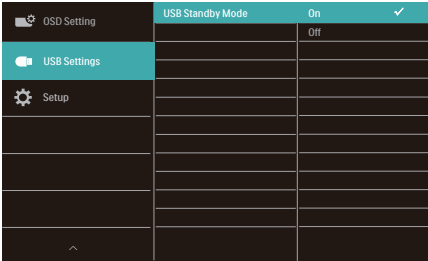 OSD Setting
USB Settings
Setup
USB Standby Mode
On
Off